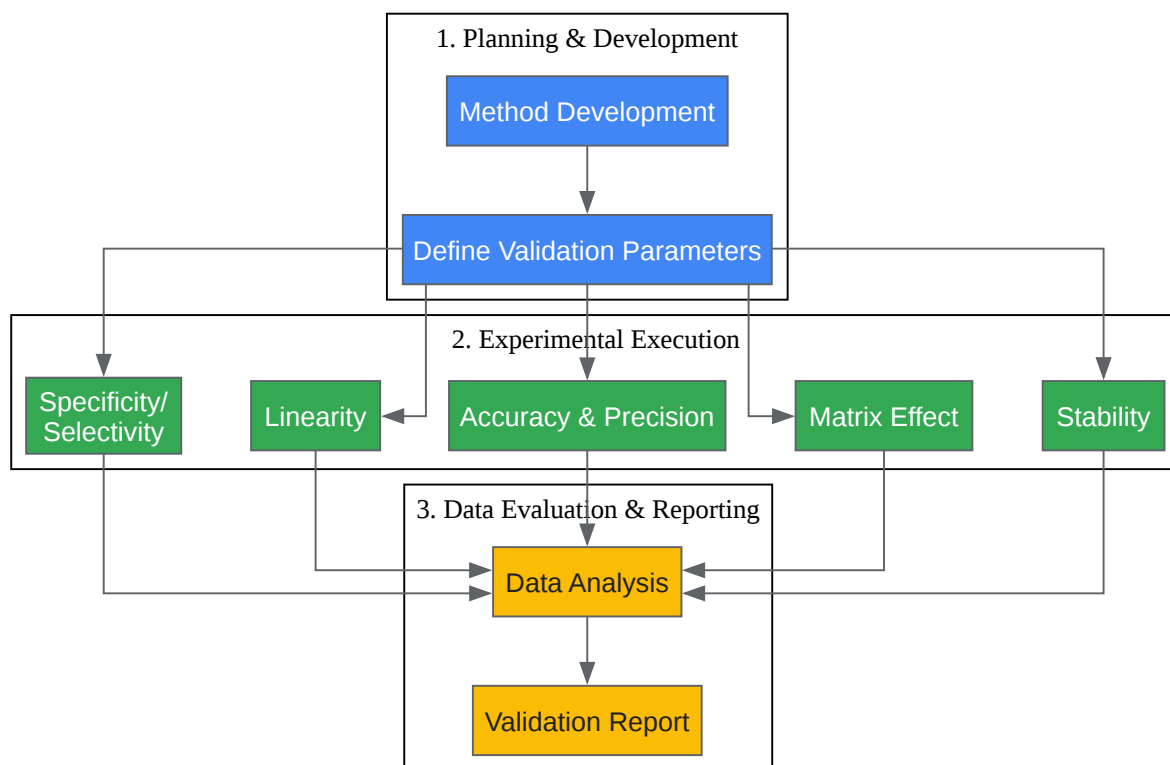 1. Planning & Development
Method Development
Define Validation Parameters
2. Experimental Execution
Specificity/
Selectivity
Linearity
Accuracy & Precision
Matrix Effect
Stability
3. Data Evaluation & Reporting
Data Analysis
Validation Report